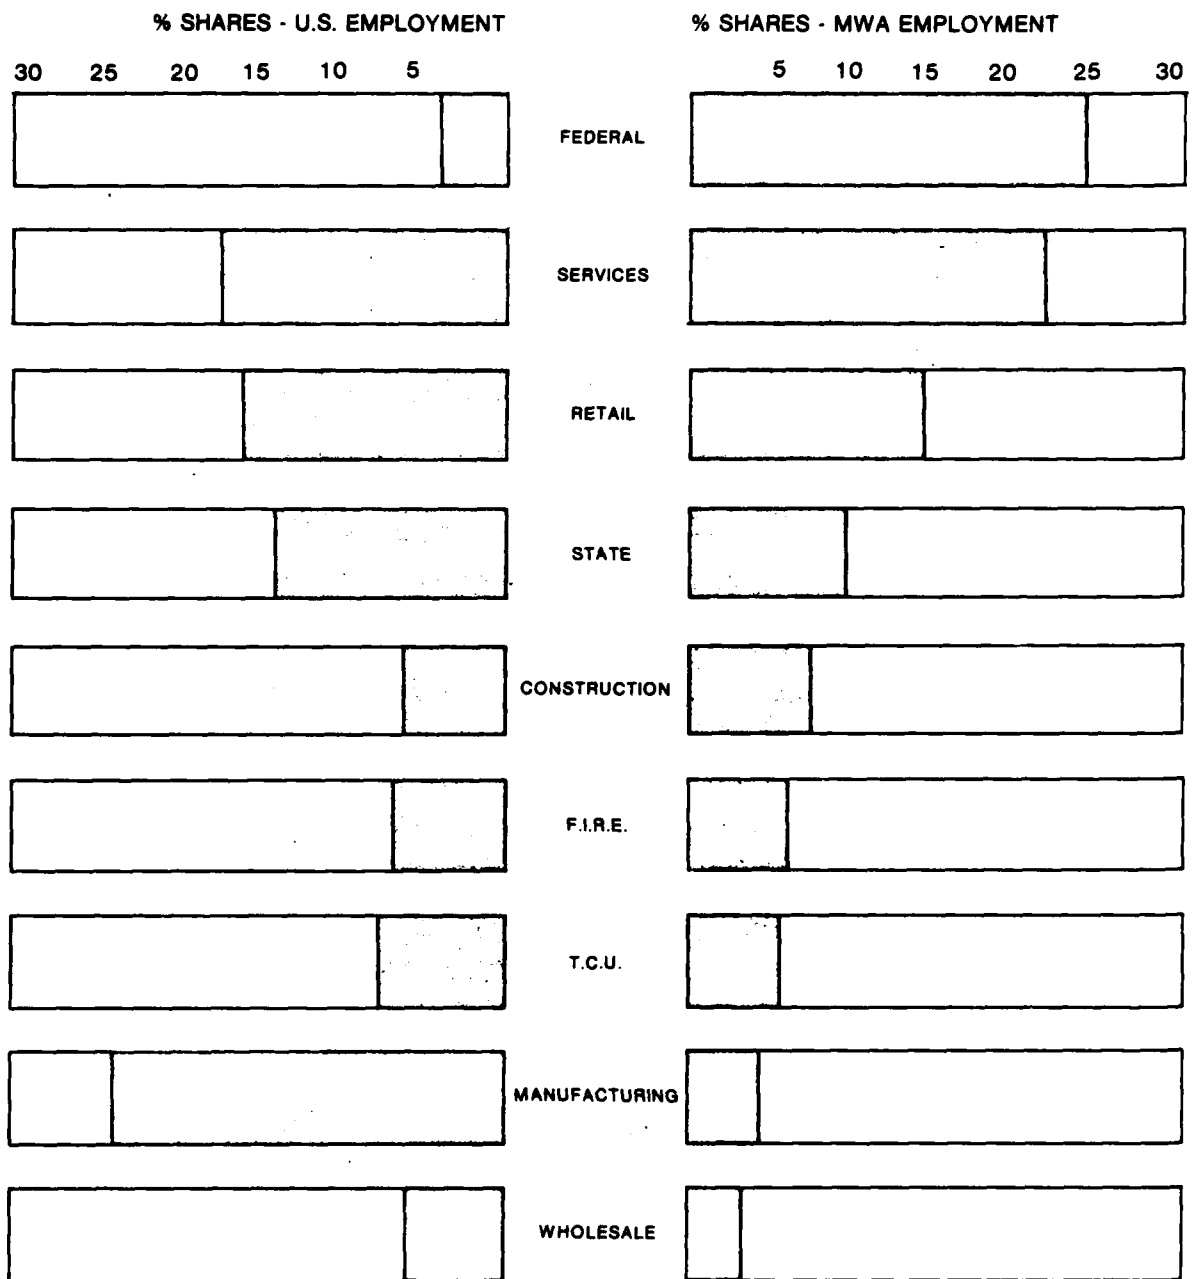 % SHARES - U.S. EMPLOYMENT % SHARES - MWA EMPLOYMENT
30 25 20 15 10 5 5 10 15 20 25 30
FEDERAL
SERVICES
RETAIL
STATE
CONSTRUCTION
F.I.R.E.
T.C.U.
MANUFACTURING
WHOLESALE